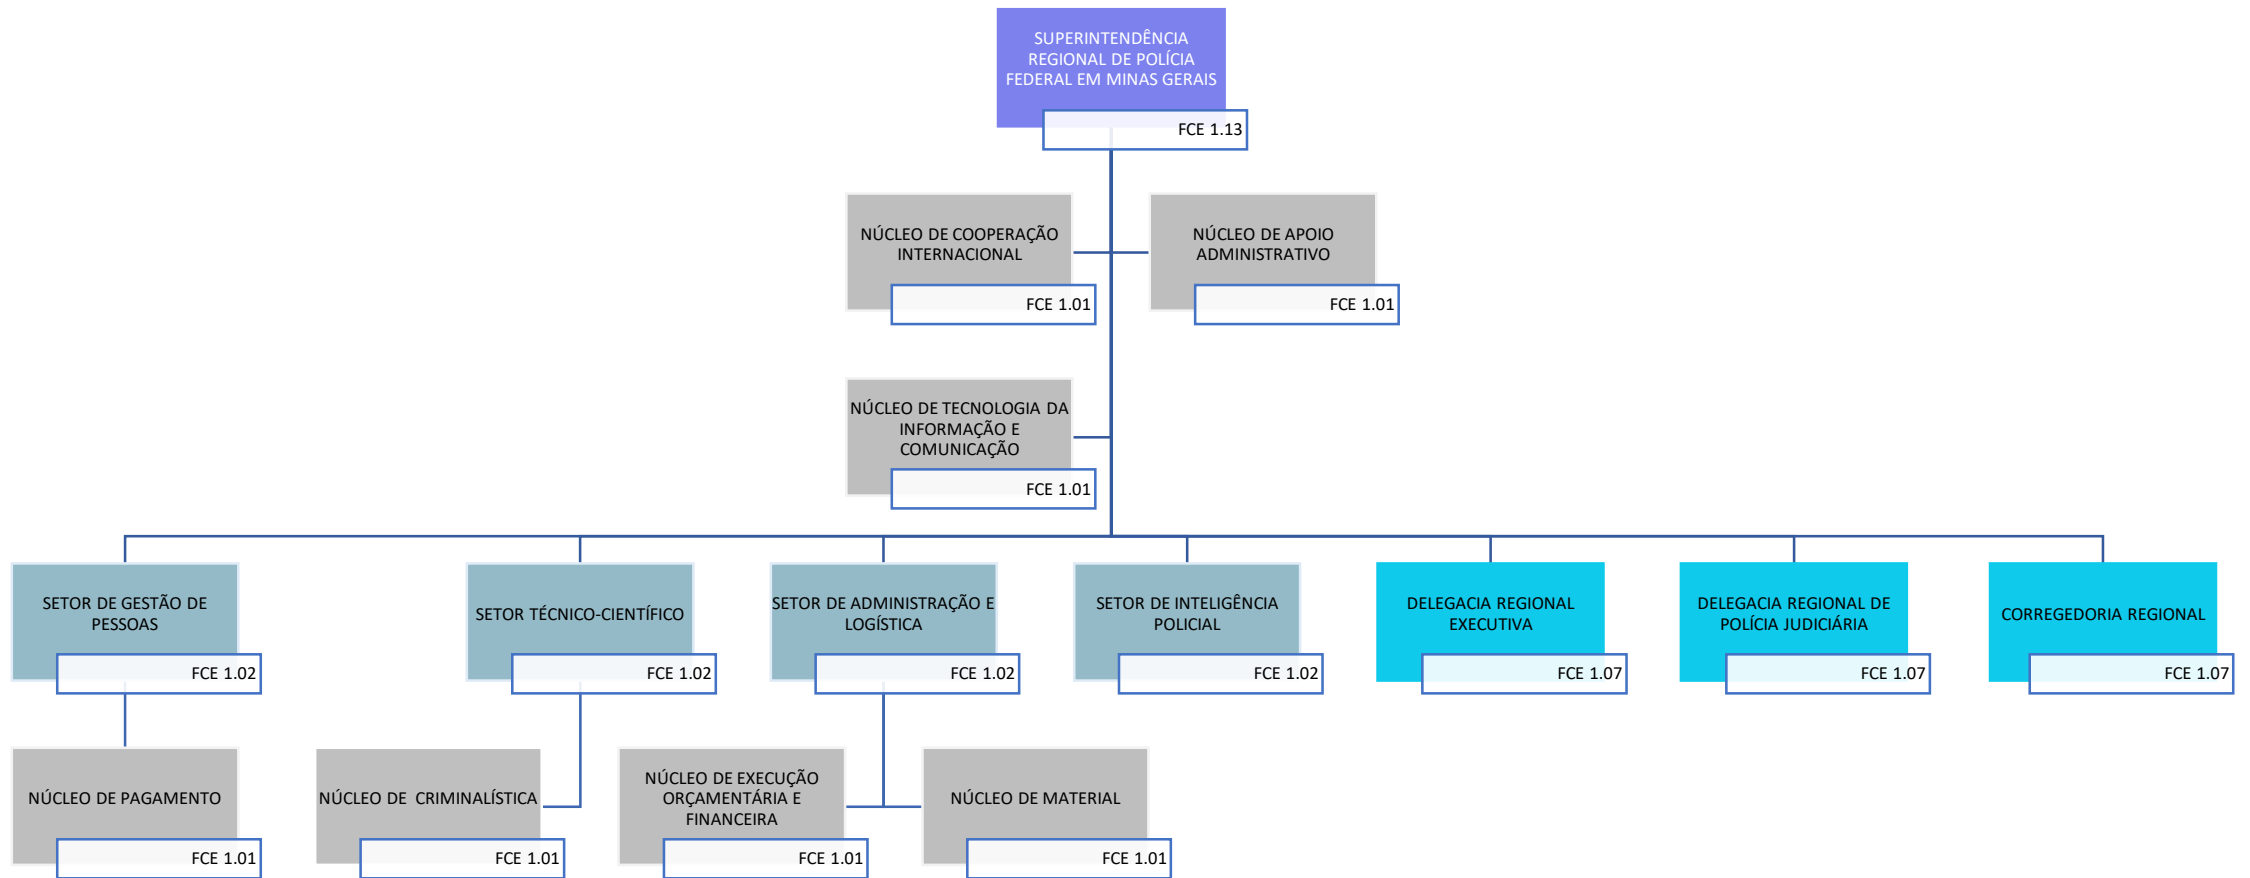 SUPERINTENDÊNCIA
REGIONAL DE POLÍCIA
FEDERAL EM MINAS GERAIS
FCE 1.13
NÚCLEO DE COOPERAÇÃO
INTERNACIONAL
FCE 1.01
NÚCLEO DE APOIO
ADMINISTRATIVO
FCE 1.01
NÚCLEO DE TECNOLOGIA DA
INFORMAÇÃO E
COMUNICAÇÃO
FCE 1.01
SETOR DE GESTÃO DE
PESSOAS
FCE 1.02
SETOR TÉCNICO-CIENTÍFICO
FCE 1.02
SETOR DE ADMINISTRAÇÃO E
LOGÍSTICA
FCE 1.02
SETOR DE INTELIGÊNCIA
POLICIAL
FCE 1.02
DELEGACIA REGIONAL
EXECUTIVA
FCE 1.07
DELEGACIA REGIONAL DE
POLÍCIA JUDICIÁRIA
FCE 1.07
CORREGEDORIA REGIONAL
FCE 1.07
NÚCLEO DE PAGAMENTO
FCE 1.01
NÚCLEO DE CRIMINALÍSTICA
FCE 1.01
NÚCLEO DE EXECUÇÃO
ORÇAMENTÁRIA E
FINANCEIRA
FCE 1.01
NÚCLEO DE MATERIAL
FCE 1.01